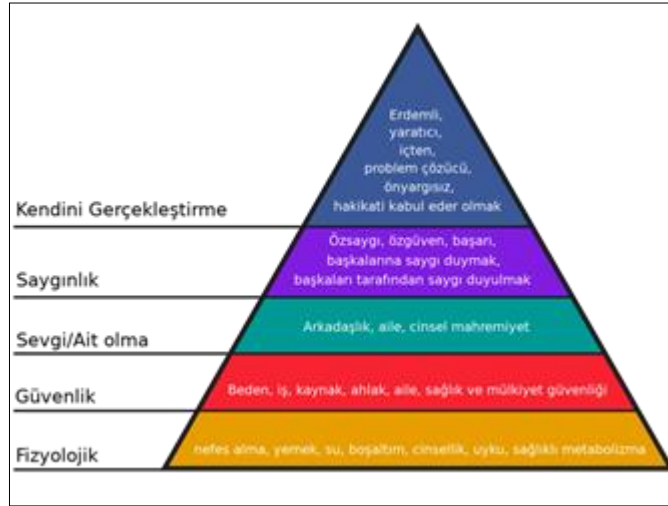 Erdemli,
yaratıcı,
içten,
problem çözücü,
önyargısız,
hakikati kabul eder olmak
Kendini Gerçekleştirme
Özsaygı, özgüven, başarı,
başkalarına saygı duymak,
başkaları tarafından saygı duyulmak
Saygınlık
Arkadaşlık, aile, cinsel mahremiyet
Sevgi/Ait olma
Beden, iş, kaynak, ahlak, aile, sağlık ve mülkiyet güvenliği
Güvenlik
nefes alma, yemek, su, boşaltım, cinsellik, uyku, sağlıklı metabolizma
Fizyolojik